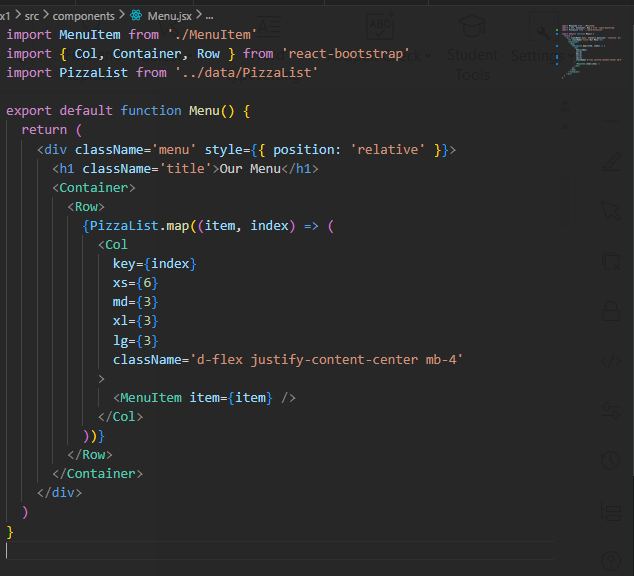 x1 > src > components > Menu.jsx > ...
import MenuItem from './MenuItem'
import { Col, Container, Row } from 'react-bootstrap'
import PizzaList from '../data/PizzaList'

export default function Menu() {
  return (
    <div className='menu' style={{ position: 'relative' }}>
      <h1 className='title'>Our Menu</h1>
      <Container>
        <Row>
          {PizzaList.map((item, index) => (
            <Col
              key={index}
              xs={6}
              md={3}
              xl={3}
              lg={3}
              className='d-flex justify-content-center mb-4'
            >
              <MenuItem item={item} />
            </Col>
          ))}
        </Row>
      </Container>
    </div>
  )
}
ABC
Student
Tools